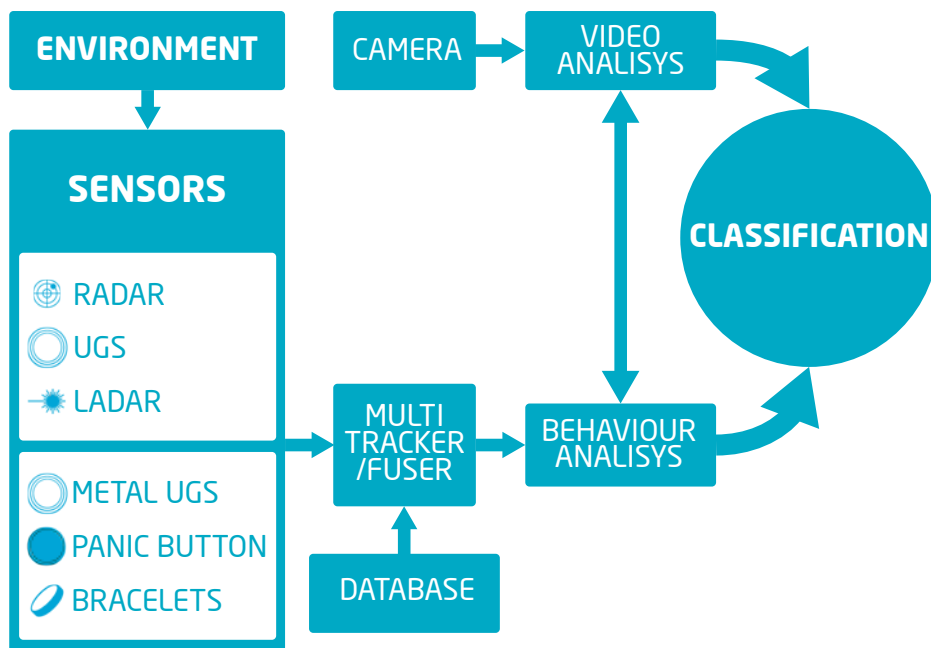 ENVIRONMENT
SENSORS
RADAR
UGS
LADAR
METAL UGS
PANIC BUTTON
BRACELETS
CAMERA
VIDEO
ANALISYS
MULTI
TRACKER
/FUSER
DATABASE
BEHAVIOUR
ANALISYS
CLASSIFICATION